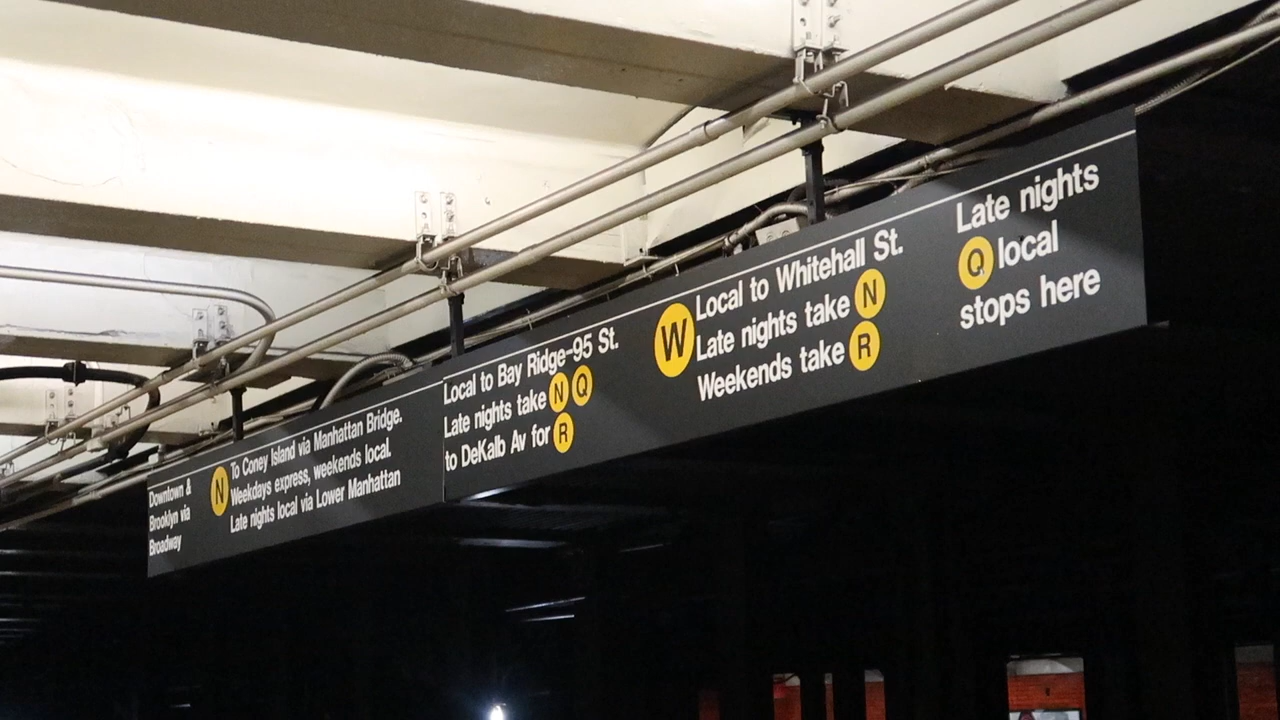 Downtown &
Brooklyn via
Broadway
N To Coney Island via Manhattan Bridge.
Weekdays express, weekends local.
Late nights local via Lower Manhattan
Local to Bay Ridge-95 St.
Late nights take N Q
to DeKalb Av for R
W Local to Whitehall St.
Late nights take N
Weekends take R
Late nights
Q local
stops here